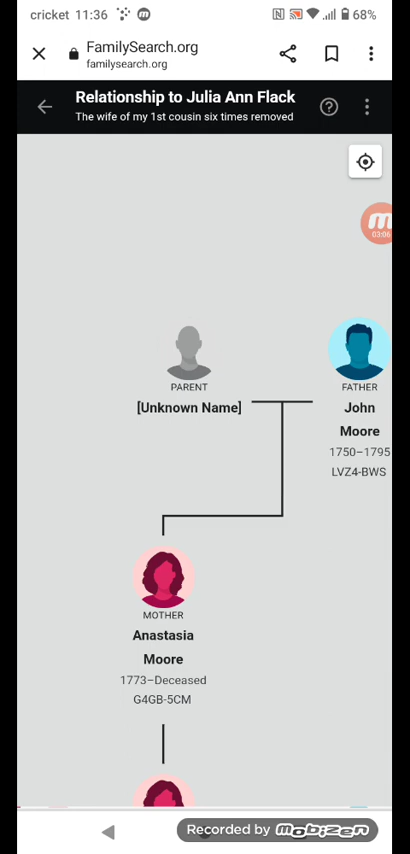 cricket 11:36 m N 68%
FamilySearch.org
familysearch.org
Relationship to Julia Ann Flack
The wife of my 1st cousin six times removed
m
03:06
PARENT
[Unknown Name]
FATHER
John
Moore
1750–1795
LVZ4-BWS
MOTHER
Anastasia
Moore
1773–Deceased
G4GB-5CM
Recorded by mobizen